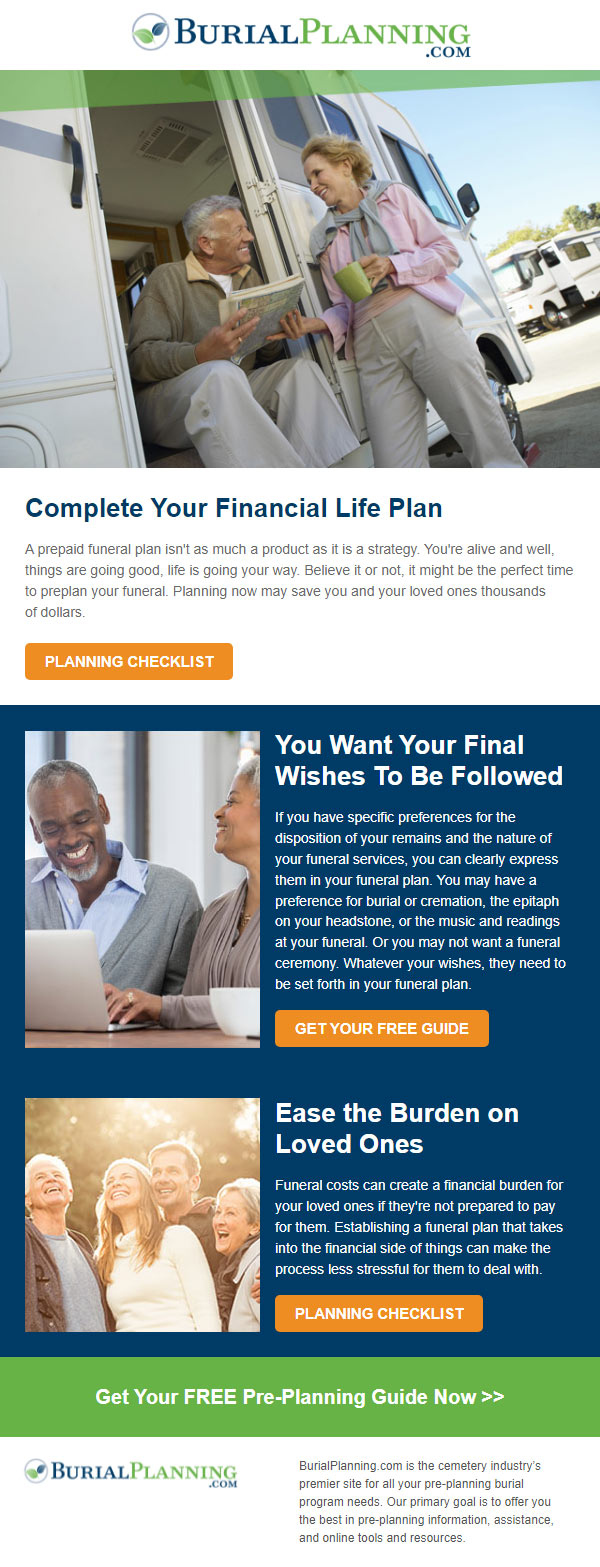 BURIALPLANNING
.COM
Complete Your Financial Life Plan
A prepaid funeral plan isn't as much a product as it is a strategy. You're alive and well,
things are going good, life is going your way. Believe it or not, it might be the perfect time
to preplan your funeral. Planning now may save you and your loved ones thousands
of dollars.
PLANNING CHECKLIST
You Want Your Final
Wishes To Be Followed
If you have specific preferences for the
disposition of your remains and the nature of
your funeral services, you can clearly express
them in your funeral plan. You may have a
preference for burial or cremation, the epitaph
on your headstone, or the music and readings
at your funeral. Or you may not want a funeral
ceremony. Whatever your wishes, they need to
be set forth in your funeral plan.
GET YOUR FREE GUIDE
Ease the Burden on
Loved Ones
Funeral costs can create a financial burden for
your loved ones if they're not prepared to pay
for them. Establishing a funeral plan that takes
into the financial side of things can make the
process less stressful for them to deal with.
PLANNING CHECKLIST
Get Your FREE Pre-Planning Guide Now >>
BURIALPLANNING
.COM
BurialPlanning.com is the cemetery industry's
premier site for all your pre-planning burial
program needs. Our primary goal is to offer you
the best in pre-planning information, assistance,
and online tools and resources.